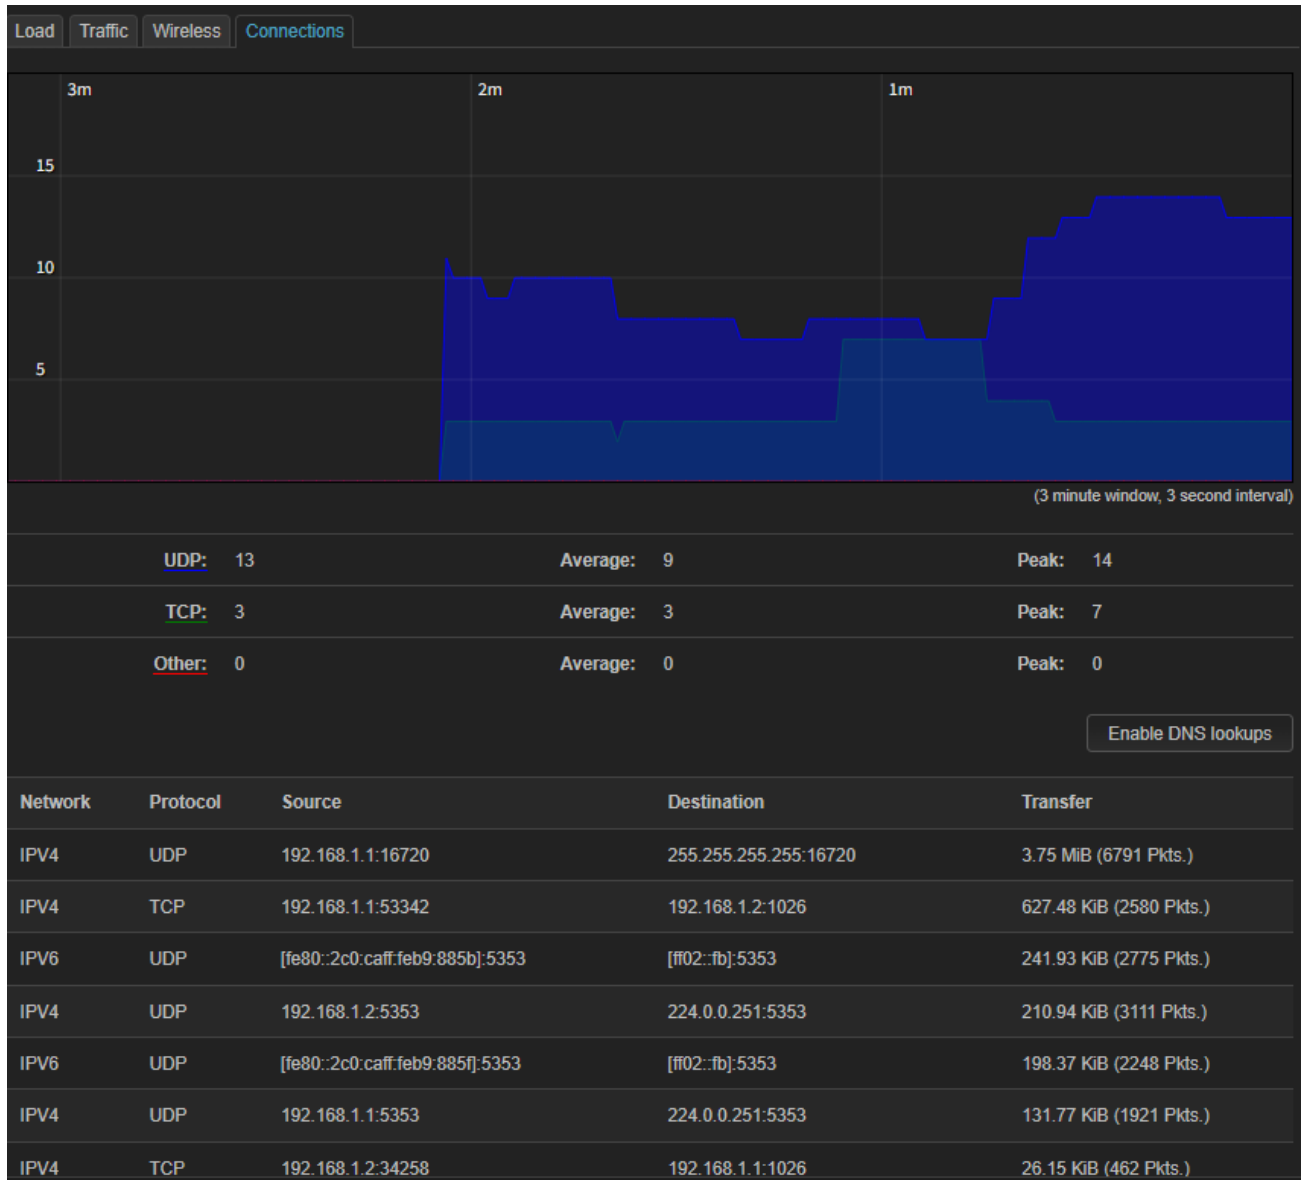 Load Traffic Wireless Connections
3m 2m 1m
15
10
5
(3 minute window, 3 second interval)
UDP: 13 Average: 9 Peak: 14
TCP: 3 Average: 3 Peak: 7
Other: 0 Average: 0 Peak: 0
Enable DNS lookups
Network Protocol Source Destination Transfer
IPV4 UDP 192.168.1.1:16720 255.255.255.255:16720 3.75 MiB (6791 Pkts.)
IPV4 TCP 192.168.1.1:53342 192.168.1.2:1026 627.48 KiB (2580 Pkts.)
IPV6 UDP [fe80::2c0:caff:feb9:885b]:5353 [ff02::fb]:5353 241.93 KiB (2775 Pkts.)
IPV4 UDP 192.168.1.2:5353 224.0.0.251:5353 210.94 KiB (3111 Pkts.)
IPV6 UDP [fe80::2c0:caff:feb9:885f]:5353 [ff02::fb]:5353 198.37 KiB (2248 Pkts.)
IPV4 UDP 192.168.1.1:5353 224.0.0.251:5353 131.77 KiB (1921 Pkts.)
IPV4 TCP 192.168.1.2:34258 192.168.1.1:1026 26.15 KiB (462 Pkts.)